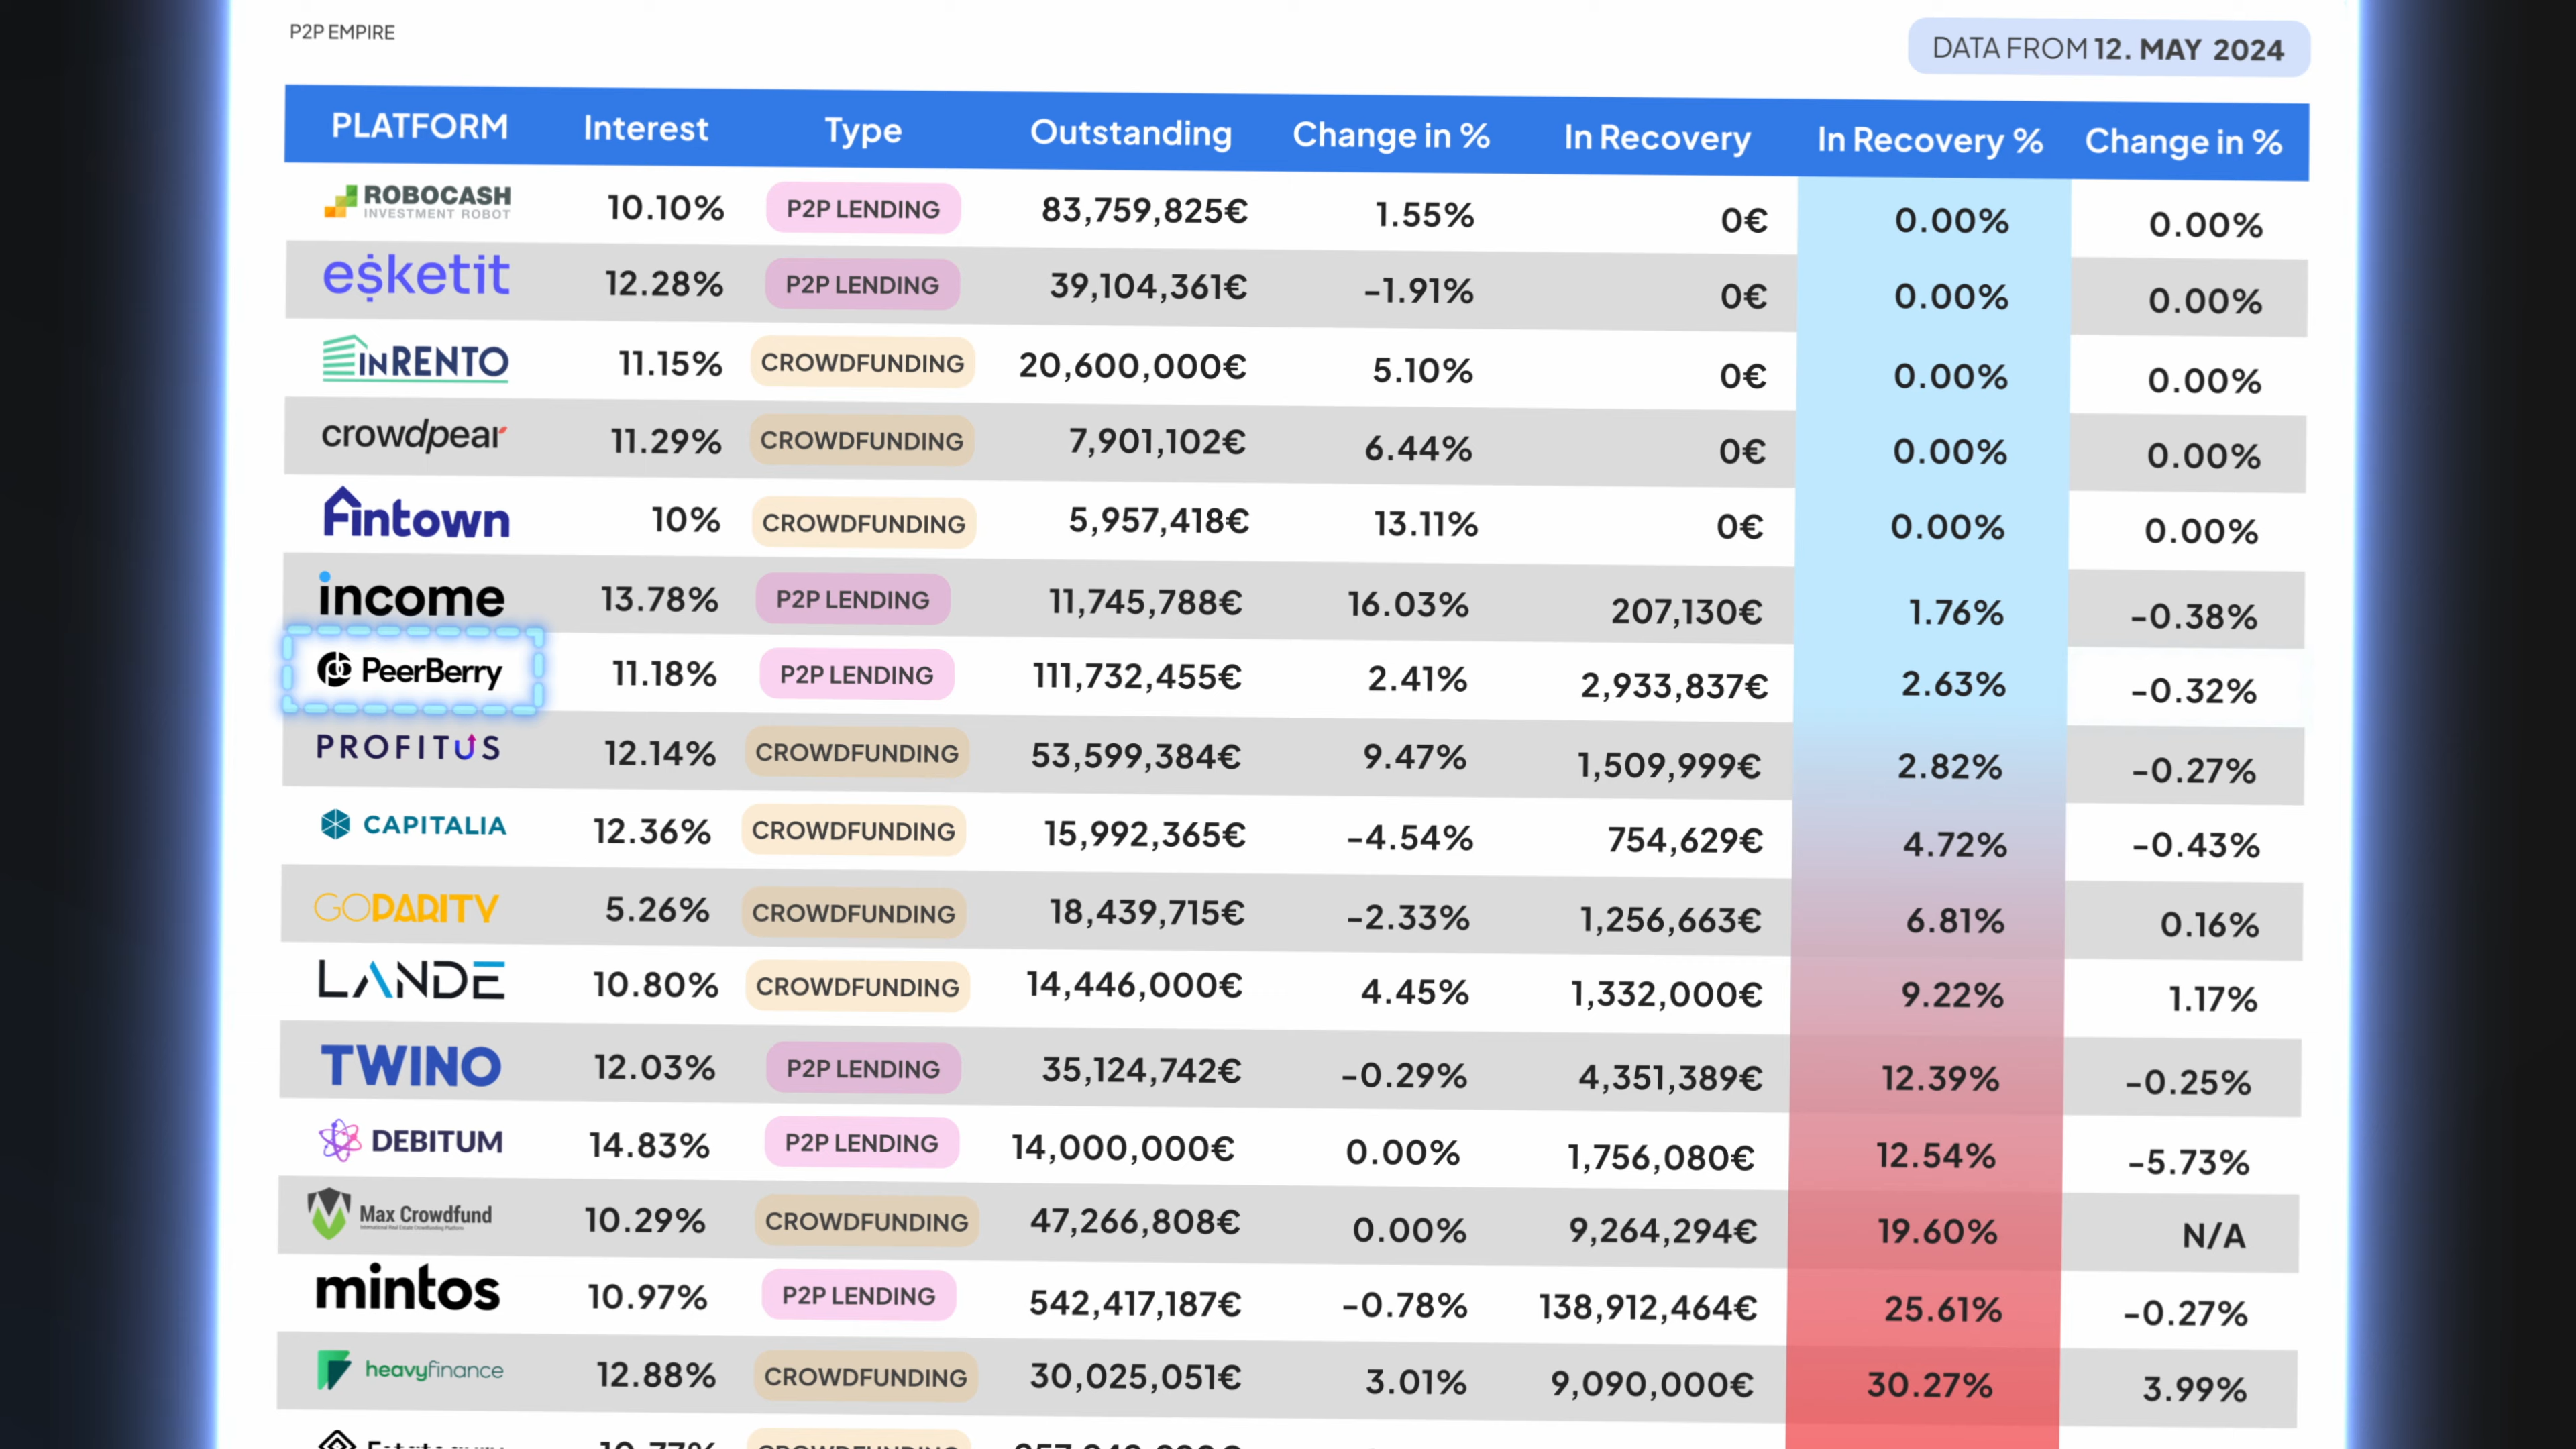 P2P EMPIRE
DATA FROM 12. MAY 2024
PLATFORM Interest Type Outstanding Change in % In Recovery In Recovery % Change in %
ROBOCASH INVESTMENT ROBOT 10.10% P2P LENDING 83,759,825€ 1.55% 0€ 0.00% 0.00%
esketit 12.28% P2P LENDING 39,104,361€ -1.91% 0€ 0.00% 0.00%
INRENTO 11.15% CROWDFUNDING 20,600,000€ 5.10% 0€ 0.00% 0.00%
crowdpear 11.29% CROWDFUNDING 7,901,102€ 6.44% 0€ 0.00% 0.00%
Fintown 10% CROWDFUNDING 5,957,418€ 13.11% 0€ 0.00% 0.00%
income 13.78% P2P LENDING 11,745,788€ 16.03% 207,130€ 1.76% -0.38%
PeerBerry 11.18% P2P LENDING 111,732,455€ 2.41% 2,933,837€ 2.63% -0.32%
PROFITUS 12.14% CROWDFUNDING 53,599,384€ 9.47% 1,509,999€ 2.82% -0.27%
CAPITALIA 12.36% CROWDFUNDING 15,992,365€ -4.54% 754,629€ 4.72% -0.43%
GOPARITY 5.26% CROWDFUNDING 18,439,715€ -2.33% 1,256,663€ 6.81% 0.16%
LANDE 10.80% CROWDFUNDING 14,446,000€ 4.45% 1,332,000€ 9.22% 1.17%
TWINO 12.03% P2P LENDING 35,124,742€ -0.29% 4,351,389€ 12.39% -0.25%
DEBITUM 14.83% P2P LENDING 14,000,000€ 0.00% 1,756,080€ 12.54% -5.73%
Max Crowdfund 10.29% CROWDFUNDING 47,266,808€ 0.00% 9,264,294€ 19.60% N/A
mintos 10.97% P2P LENDING 542,417,187€ -0.78% 138,912,464€ 25.61% -0.27%
heavyfinance 12.88% CROWDFUNDING 30,025,051€ 3.01% 9,090,000€ 30.27% 3.99%